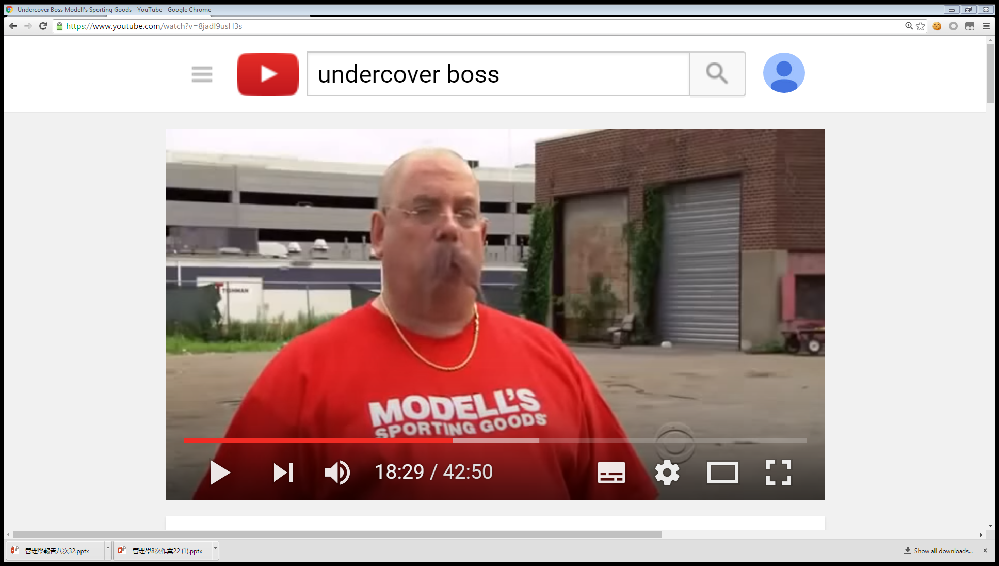 Undercover Boss Modell's Sporting Goods - YouTube - Google Chrome
https://www.youtube.com/watch?v=8jadl9usH3s
undercover boss
TISHMAN
MODELL'S
SPORTING GOODS
18:29 / 42:50
管理學報告八次32.pptx
管理學8次作業22 (1).pptx
Show all downloads...